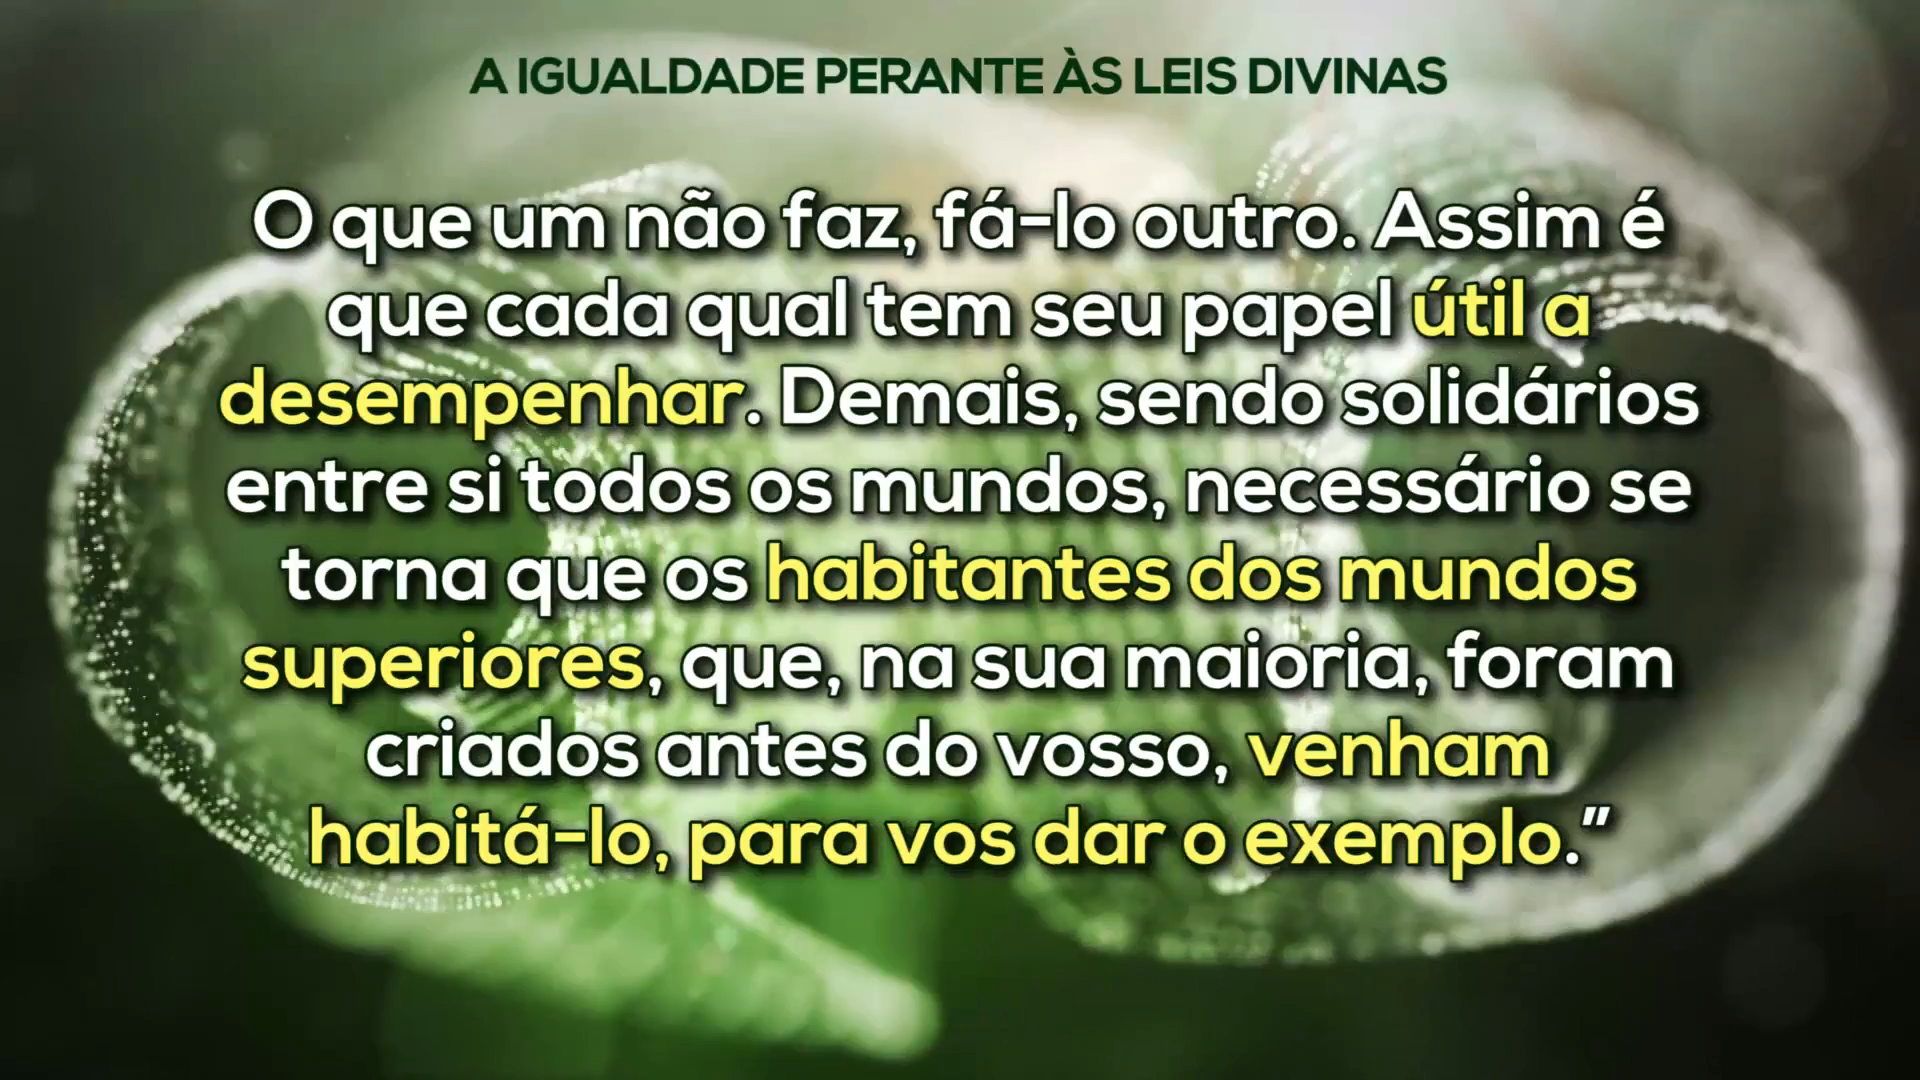 A IGUALDADE PERANTE ÀS LEIS DIVINAS
O que um não faz, fá-lo outro. Assim é
que cada qual tem seu papel útil a
desempenhar. Demais, sendo solidários
entre si todos os mundos, necessário se
torna que os habitantes dos mundos
superiores, que, na sua maioria, foram
criados antes do vosso, venham
habitá-lo, para vos dar o exemplo.”